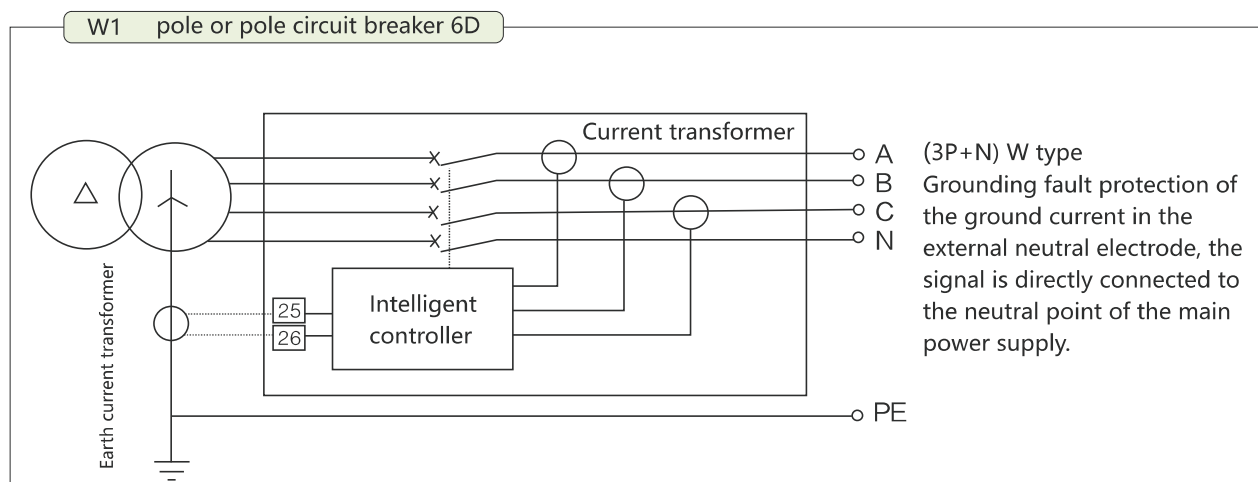 W1 pole or pole circuit breaker 6D
Current transformer
A
B
C
N
(3P+N) W type
Grounding fault protection of
the ground current in the
external neutral electrode, the
signal is directly connected to
the neutral point of the main
power supply.
Earth current transformer
25
26
Intelligent
controller
PE